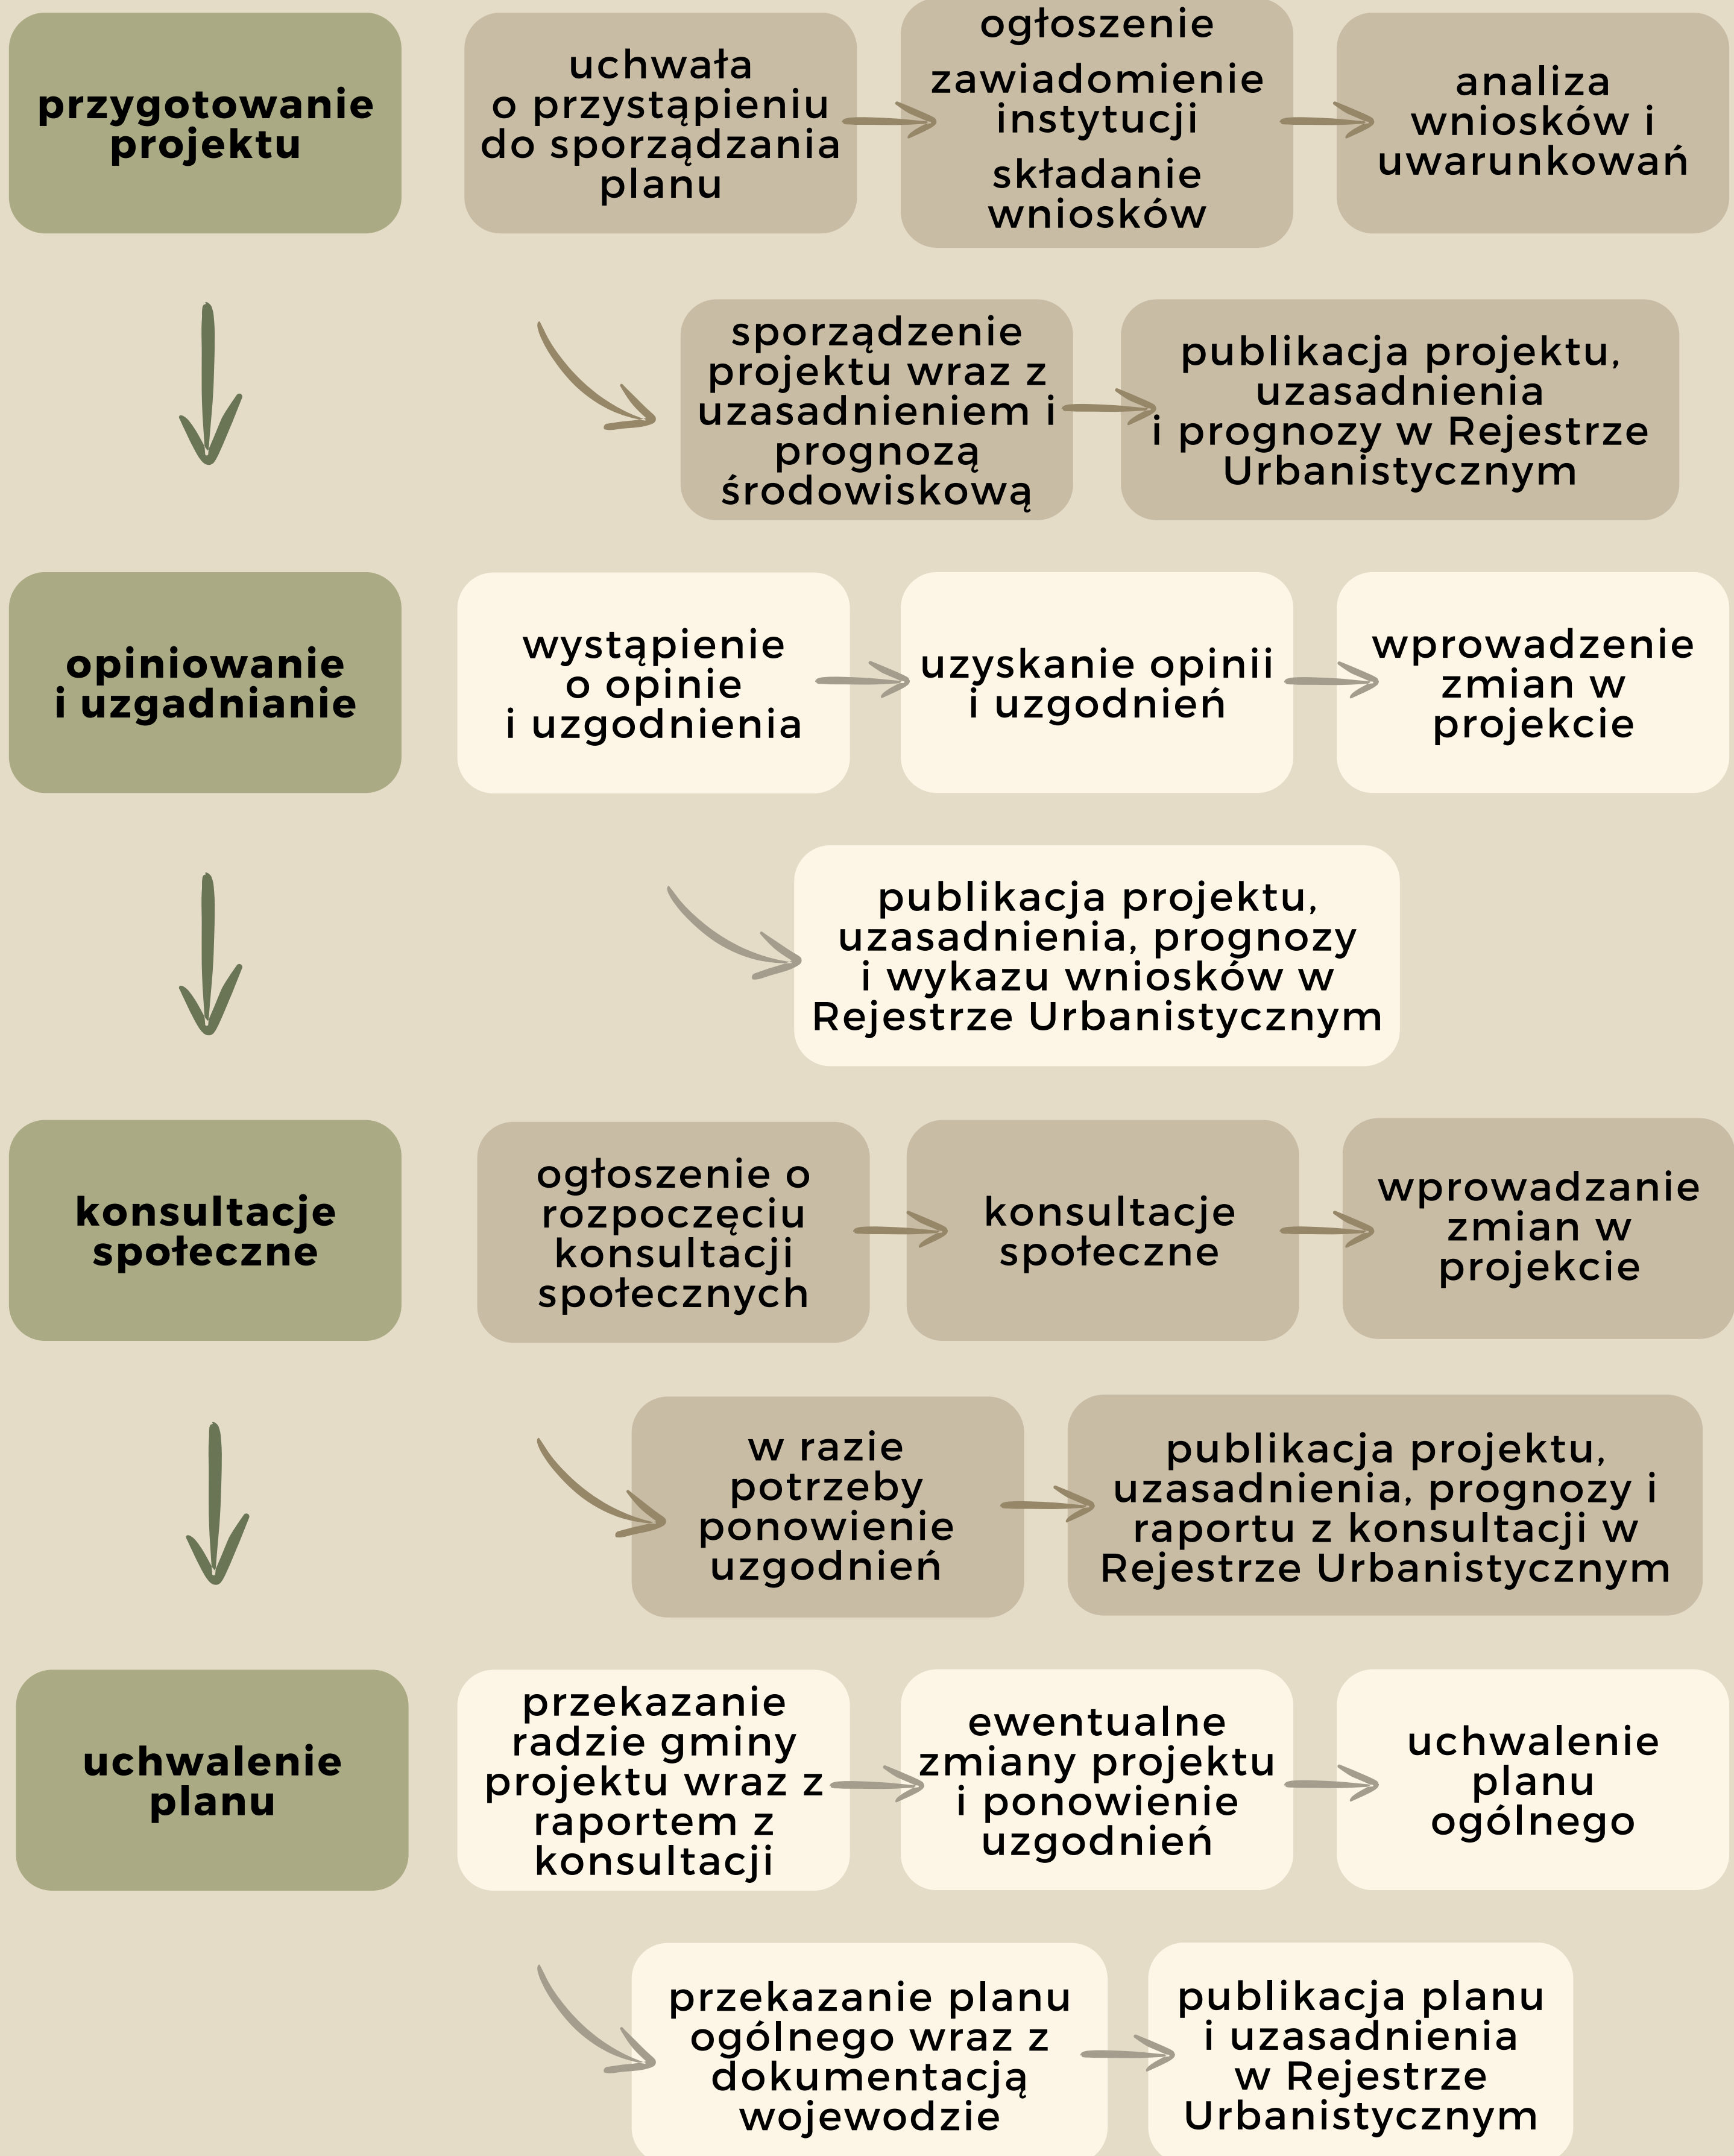 przygotowanie
projektu
uchwała
o przystąpieniu
do sporządzania
planu
ogłoszenie
zawiadomienie
instytucji
składanie
wniosków
analiza
wniosków i
uwarunkowań
sporządzenie
projektu wraz z
uzasadnieniem i
prognozą
środowiskową
publikacja projektu,
uzasadnienia
i prognozy w Rejestrze
Urbanistycznym
opiniowanie
i uzgadnianie
wystąpienie
o opinie
i uzgodnienia
uzyskanie opinii
i uzgodnień
wprowadzenie
zmian w
projekcie
publikacja projektu,
uzasadnienia, prognozy
i wykazu wniosków w
Rejestrze Urbanistycznym
konsultacje
społeczne
ogłoszenie o
rozpoczęciu
konsultacji
społecznych
konsultacje
społeczne
wprowadzanie
zmian w
projekcie
w razie
potrzeby
ponowienie
uzgodnień
publikacja projektu,
uzasadnienia, prognozy i
raportu z konsultacji w
Rejestrze Urbanistycznym
uchwalenie
planu
przekazanie
radzie gminy
projektu wraz z
raportem z
konsultacji
ewentualne
zmiany projektu
i ponowienie
uzgodnień
uchwalenie
planu
ogólnego
przekazanie planu
ogólnego wraz z
dokumentacją
wojewodzie
publikacja planu
i uzasadnienia
w Rejestrze
Urbanistycznym